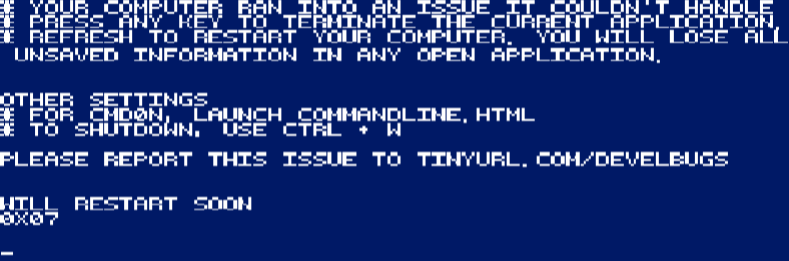 * YOUR COMPUTER RAN INTO AN ISSUE IT COULDN'T HANDLE
* PRESS ANY KEY TO TERMINATE THE CURRENT APPLICATION.
* REFRESH TO RESTART YOUR COMPUTER. YOU WILL LOSE ALL
UNSAVED INFORMATION IN ANY OPEN APPLICATION.
OTHER SETTINGS
* FOR CMD0N, LAUNCH COMMANDLINE.HTML
* TO SHUTDOWN, USE CTRL + W
PLEASE REPORT THIS ISSUE TO TINYURL.COM/DEVELBUGS
WILL RESTART SOON
0X07
_